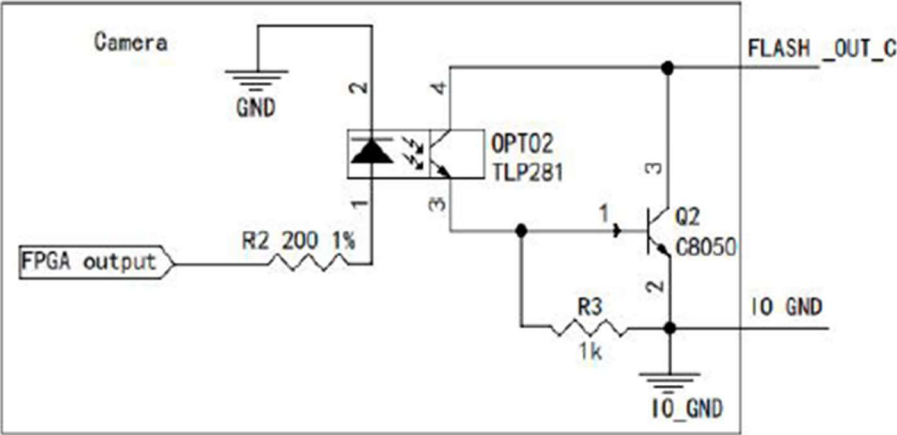 Camera
FLASH _OUT_C
GND
2
4
OPTO2
TLP281
3
1
3
1
Q2
C8050
R2 200 1%
FPGA output
2
R3
1k
IO GND
IO_GND